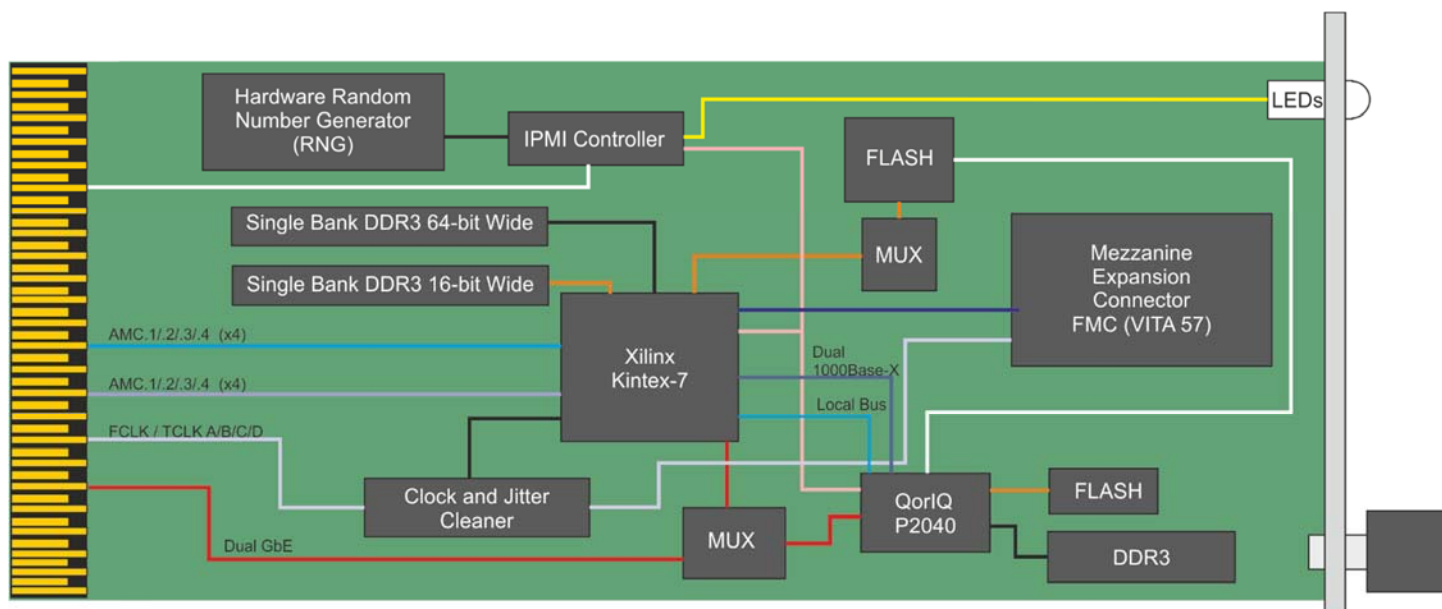 Hardware Random
Number Generator
(RNG)
IPMI Controller
LEDs
FLASH
Single Bank DDR3 64-bit Wide
MUX
Mezzanine
Expansion
Connector
FMC (VITA 57)
Single Bank DDR3 16-bit Wide
AMC.1/.2/.3/.4 (x4)
Xilinx
Kintex-7
Dual
1000Base-X
AMC.1/.2/.3/.4 (x4)
Local Bus
FCLK / TCLK A/B/C/D
Clock and Jitter
Cleaner
QorIQ
P2040
FLASH
Dual GbE
MUX
DDR3